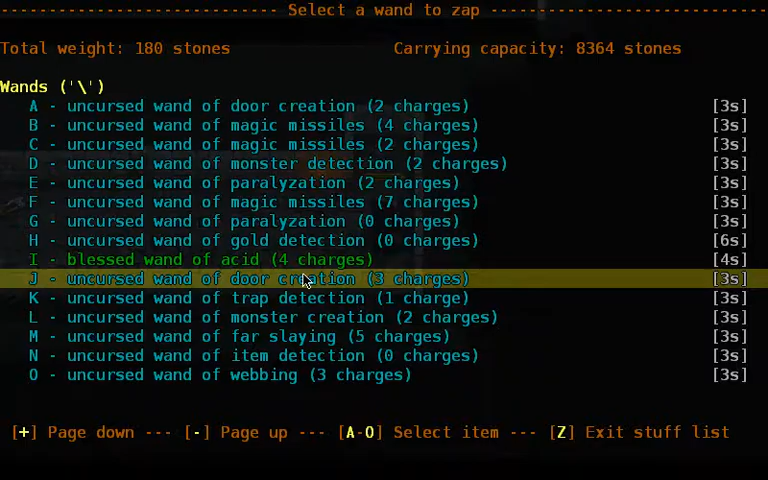 Select a wand to zap
Total weight: 180 stones Carrying capacity: 8364 stones
Wands ('\')
A - uncursed wand of door creation (2 charges) [3s]
B - uncursed wand of magic missiles (4 charges) [3s]
C - uncursed wand of magic missiles (2 charges) [3s]
D - uncursed wand of monster detection (2 charges) [3s]
E - uncursed wand of paralyzation (2 charges) [3s]
F - uncursed wand of magic missiles (7 charges) [3s]
G - uncursed wand of paralyzation (0 charges) [3s]
H - uncursed wand of gold detection (0 charges) [6s]
I - blessed wand of acid (4 charges) [4s]
J - uncursed wand of door creation (3 charges) [3s]
K - uncursed wand of trap detection (1 charge) [3s]
L - uncursed wand of monster creation (2 charges) [3s]
M - uncursed wand of far slaying (5 charges) [3s]
N - uncursed wand of item detection (0 charges) [3s]
O - uncursed wand of webbing (3 charges) [3s]
[+] Page down --- [-] Page up --- [A-O] Select item --- [Z] Exit stuff list